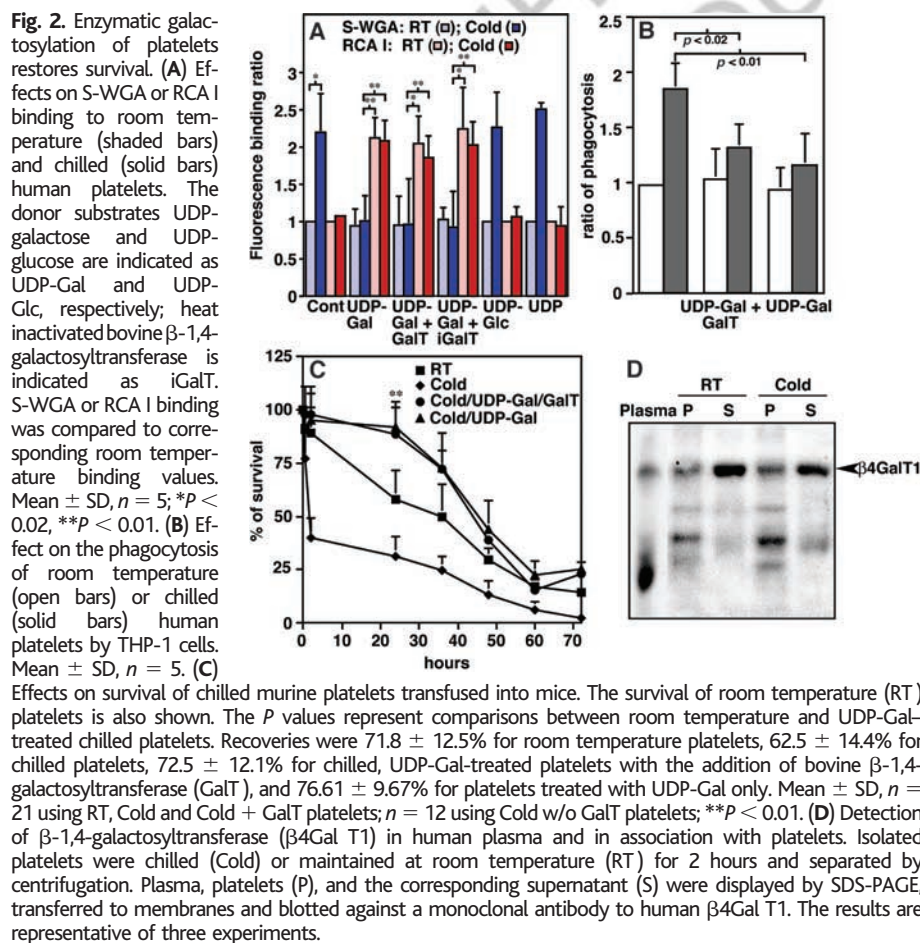 Fig. 2. Enzymatic galac-
tosylation of platelets
restores survival. (A) Ef-
fects on S-WGA or RCA I
binding to room tem-
perature (shaded bars)
and chilled (solid bars)
human platelets. The
donor substrates UDP-
galactose and UDP-
glucose are indicated as
UDP-Gal and UDP-
Glc, respectively; heat
inactivated bovine β-1,4-
galactosyltransferase is
indicated as iGalT.
S-WGA or RCA I binding
was compared to corre-
sponding room temper-
ature binding values.
Mean ± SD, n = 5; *P <
0.02, **P < 0.01. (B) Ef-
fect on the phagocytosis
of room temperature
(open bars) or chilled
(solid bars) human
platelets by THP-1 cells.
Mean ± SD, n = 5. (C)
Effects on survival of chilled murine platelets transfused into mice. The survival of room temperature (RT)
platelets is also shown. The P values represent comparisons between room temperature and UDP-Gal–
treated chilled platelets. Recoveries were 71.8 ± 12.5% for room temperature platelets, 62.5 ± 14.4% for
chilled platelets, 72.5 ± 12.1% for chilled, UDP-Gal-treated platelets with the addition of bovine β-1,4-
galactosyltransferase (GalT), and 76.61 ± 9.67% for platelets treated with UDP-Gal only. Mean ± SD, n =
21 using RT, Cold and Cold + GalT platelets; n = 12 using Cold w/o GalT platelets; **P < 0.01. (D) Detection
of β-1,4-galactosyltransferase (β4Gal T1) in human plasma and in association with platelets. Isolated
platelets were chilled (Cold) or maintained at room temperature (RT) for 2 hours and separated by
centrifugation. Plasma, platelets (P), and the corresponding supernatant (S) were displayed by SDS-PAGE,
transferred to membranes and blotted against a monoclonal antibody to human β4Gal T1. The results are
representative of three experiments.
A
S-WGA: RT (); Cold ()
RCA I: RT (); Cold ()
Fluorescence binding ratio
3
2.5
2
1.5
1
0.5
0
*
**
**
*
**
*
**
Cont UDP-Gal UDP-Gal + GalT UDP-Gal + iGalT UDP-Glc UDP
B
p < 0.02
p < 0.01
ratio of phagocytosis
2.5
2
1.5
1
0.5
0
UDP-Gal + GalT UDP-Gal
C
RT
Cold
Cold/UDP-Gal/GalT
Cold/UDP-Gal
**
% of survival
125
100
75
50
25
0
0 10 20 30 40 50 60 70
hours
D
RT Cold
Plasma P S P S
β4GalT1